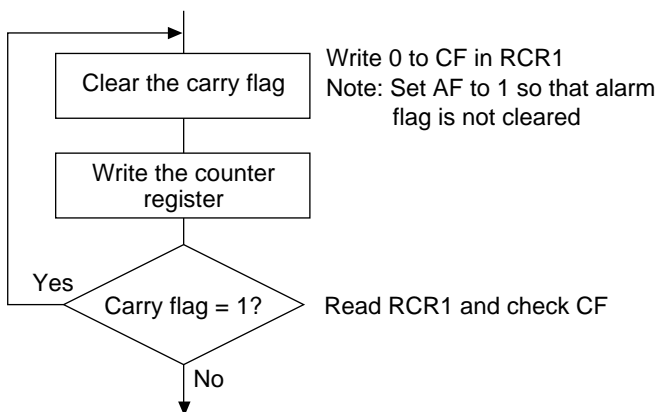 Clear the carry flag
Write 0 to CF in RCR1
Note: Set AF to 1 so that alarm
flag is not cleared
Write the counter
register
Yes
Carry flag = 1?
Read RCR1 and check CF
No